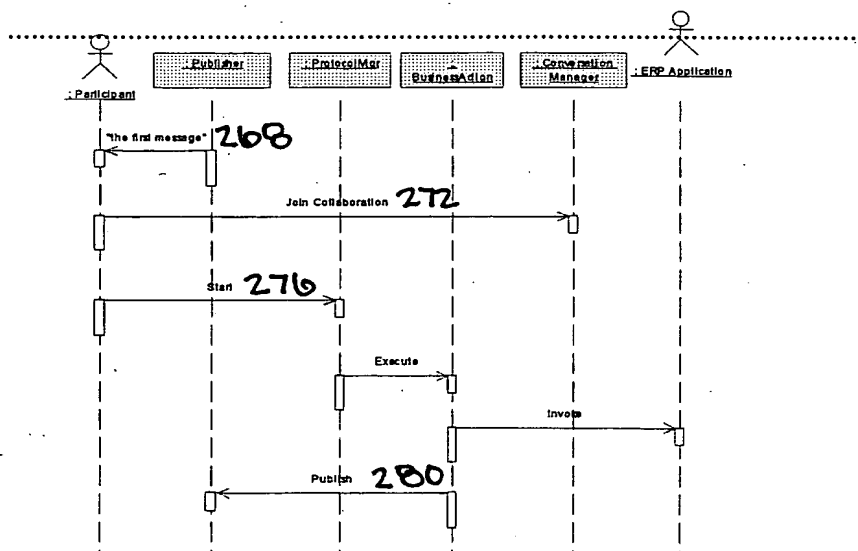 : Participant
: Publisher
: ProtocolMgr
:
BusinessAction
: Conversation
Manager
: ERP Application
"the first message" 268
Join Collaboration 272
Start 276
Execute
Invoke
Publish 280